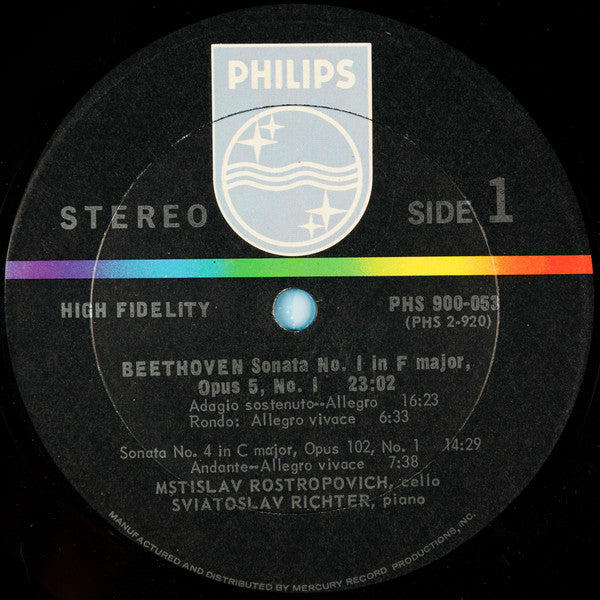 PHILIPS
STEREO
SIDE 1
HIGH FIDELITY
PHS 900-053
(PHS 2-920)
BEETHOVEN Sonata No. 1 in F major,
Opus 5, No. 1 23:02
Adagio sostenuto--Allegro 16:23
Rondo: Allegro vivace 6:33
Sonata No. 4 in C major, Opus 102, No. 1 14:29
Andante--Allegro vivace 7:38
MSTISLAV ROSTROPOVICH, cello
SVIATOSLAV RICHTER, piano
MANUFACTURED AND DISTRIBUTED BY MERCURY RECORD PRODUCTIONS, INC.